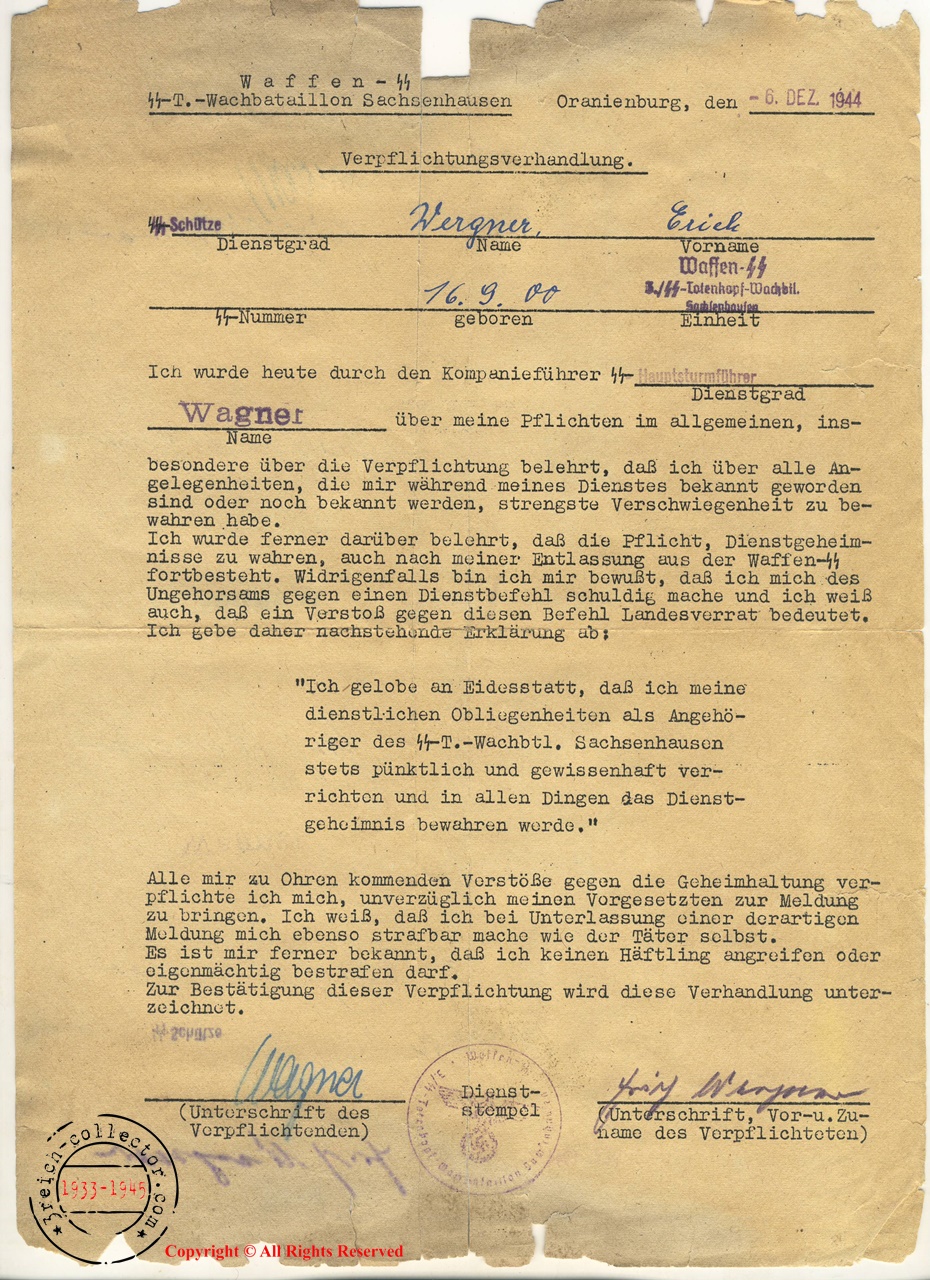 Waffen-SS
SS-T.-Wachbataillon Sachsenhausen Oranienburg, den - 6. DEZ. 1944
Verpflichtungsverhandlung.
SS-Schütze Wergner, Erich
Dienstgrad Name Vorname
Waffen-SS
3./SS-Totenkopf-Wachbtl.
16. 9. 00 Sachsenhausen
SS-Nummer geboren Einheit
Ich wurde heute durch den Kompanieführer SS-Hauptsturmführer
Dienstgrad
Wagner über meine Pflichten im allgemeinen, ins-
Name
besondere über die Verpflichtung belehrt, daß ich über alle An-
gelegenheiten, die mir während meines Dienstes bekannt geworden
sind oder noch bekannt werden, strengste Verschwiegenheit zu be-
wahren habe.
Ich wurde ferner darüber belehrt, daß die Pflicht, Dienstgeheim-
nisse zu wahren, auch nach meiner Entlassung aus der Waffen-SS
fortbesteht. Widrigenfalls bin ich mir bewußt, daß ich mich des
Ungehorsams gegen einen Dienstbefehl schuldig mache und ich weiß
auch, daß ein Verstoß gegen diesen Befehl Landesverrat bedeutet.
Ich gebe daher nachstehende Erklärung ab:
"Ich gelobe an Eidesstatt, daß ich meine
dienstlichen Obliegenheiten als Angehö-
riger des SS-T.-Wachbtl. Sachsenhausen
stets pünktlich und gewissenhaft ver-
richten und in allen Dingen das Dienst-
geheimnis bewahren werde."
Alle mir zu Ohren kommenden Verstöße gegen die Geheimhaltung ver-
pflichte ich mich, unverzüglich meinen Vorgesetzten zur Meldung
zu bringen. Ich weiß, daß ich bei Unterlassung einer derartigen
Meldung mich ebenso strafbar mache wie der Täter selbst.
Es ist mir ferner bekannt, daß ich keinen Häftling angreifen oder
eigenmächtig bestrafen darf.
Zur Bestätigung dieser Verpflichtung wird diese Verhandlung unter-
zeichnet.
SS Schütze
Wagner Dienst- Erich Wergner
stempel
(Unterschrift des (Unterschrift, Vor-u.Zu-
Verpflichtenden) name des Verpflichteten)
3reich-collector.com
1933-1945
Copyright © All Rights Reserved